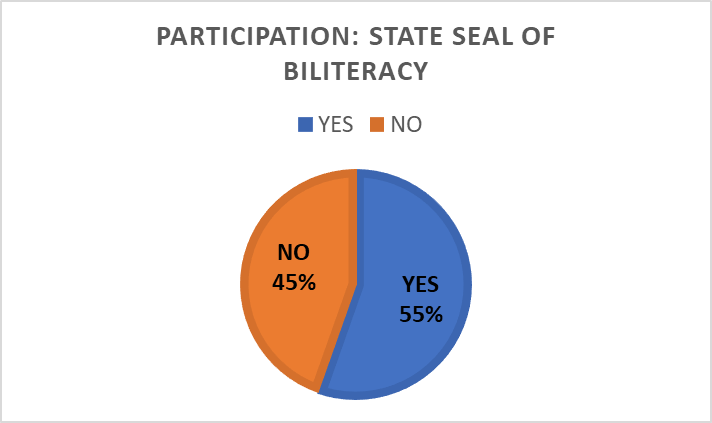 PARTICIPATION: STATE SEAL OF
BILITERACY
YES NO
NO
45%
YES
55%